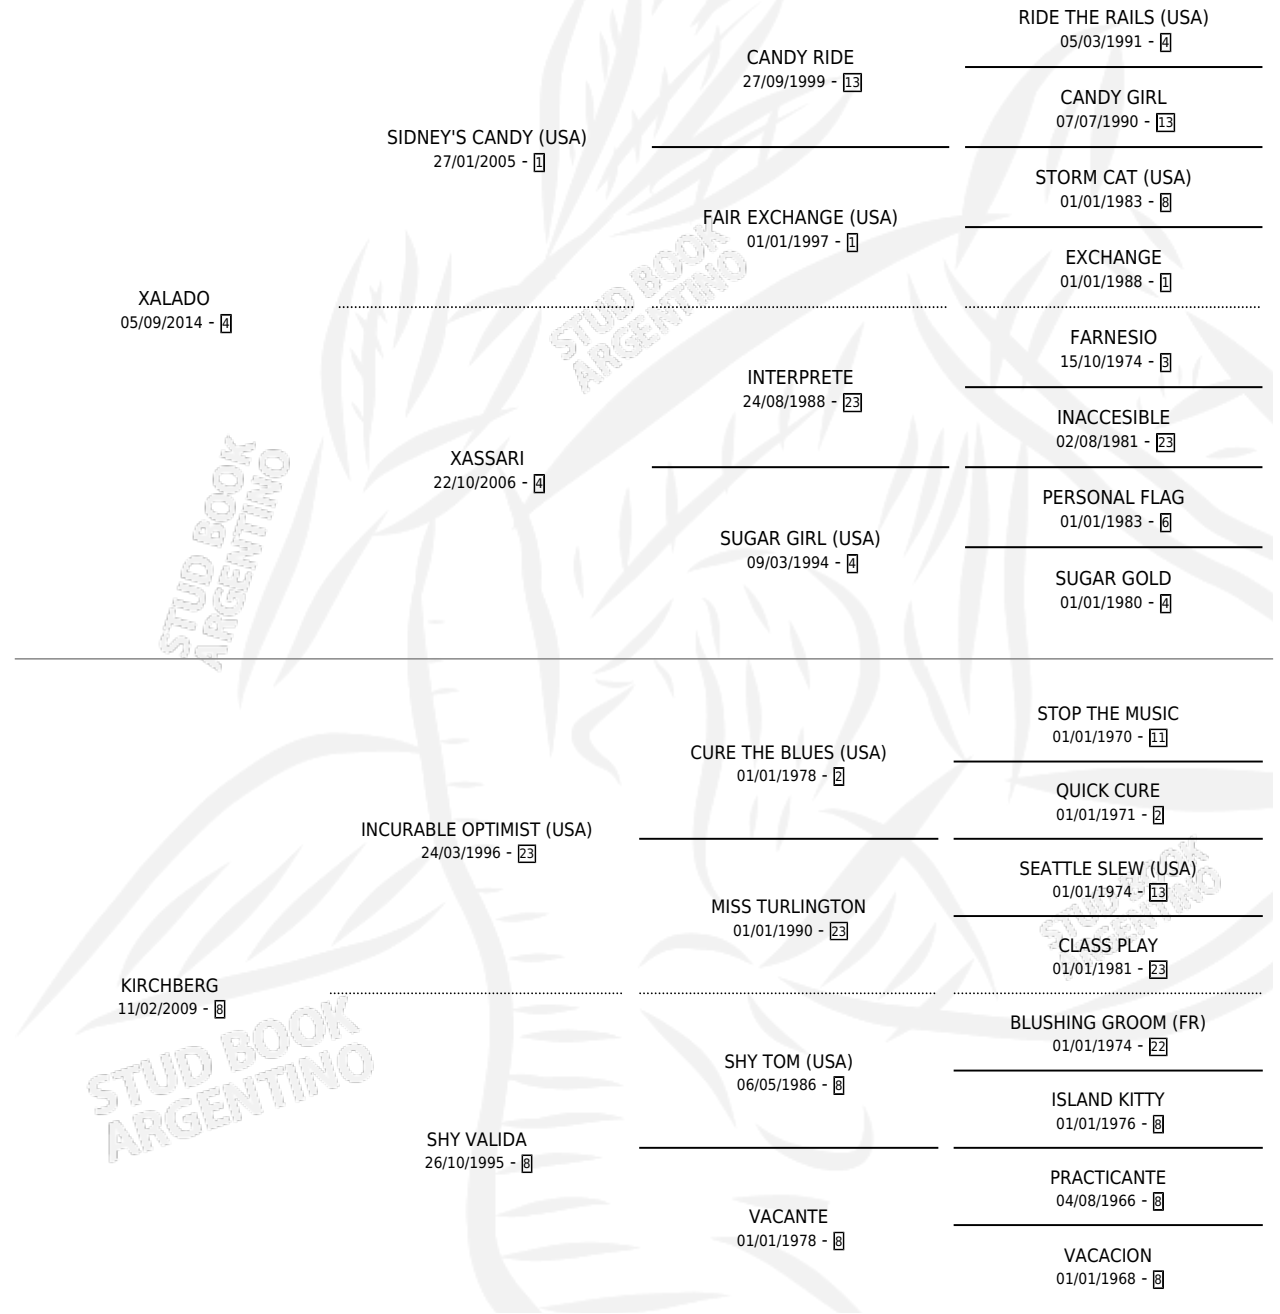 RIDE THE RAILS (USA)
05/03/1991 - 4
CANDY RIDE
27/09/1999 - 13
CANDY GIRL
07/07/1990 - 13
SIDNEY'S CANDY (USA)
27/01/2005 - 1
STORM CAT (USA)
01/01/1983 - 8
FAIR EXCHANGE (USA)
01/01/1997 - 1
EXCHANGE
01/01/1988 - 1
XALADO
05/09/2014 - 4
FARNESIO
15/10/1974 - 3
INTERPRETE
24/08/1988 - 23
INACCESIBLE
02/08/1981 - 23
XASSARI
22/10/2006 - 4
PERSONAL FLAG
01/01/1983 - 6
SUGAR GIRL (USA)
09/03/1994 - 4
SUGAR GOLD
01/01/1980 - 4
STOP THE MUSIC
01/01/1970 - 11
CURE THE BLUES (USA)
01/01/1978 - 2
QUICK CURE
01/01/1971 - 2
INCURABLE OPTIMIST (USA)
24/03/1996 - 23
SEATTLE SLEW (USA)
01/01/1974 - 13
MISS TURLINGTON
01/01/1990 - 23
CLASS PLAY
01/01/1981 - 23
KIRCHBERG
11/02/2009 - 8
BLUSHING GROOM (FR)
01/01/1974 - 22
SHY TOM (USA)
06/05/1986 - 8
ISLAND KITTY
01/01/1976 - 8
SHY VALIDA
26/10/1995 - 8
PRACTICANTE
04/08/1966 - 8
VACANTE
01/01/1978 - 8
VACACION
01/01/1968 - 8
STUD BOOK
ARGENTINO
STUD BOOK
ARGENTINO
STUD BOOK
ARGENTINO
STUD BOOK
ARGENTINO